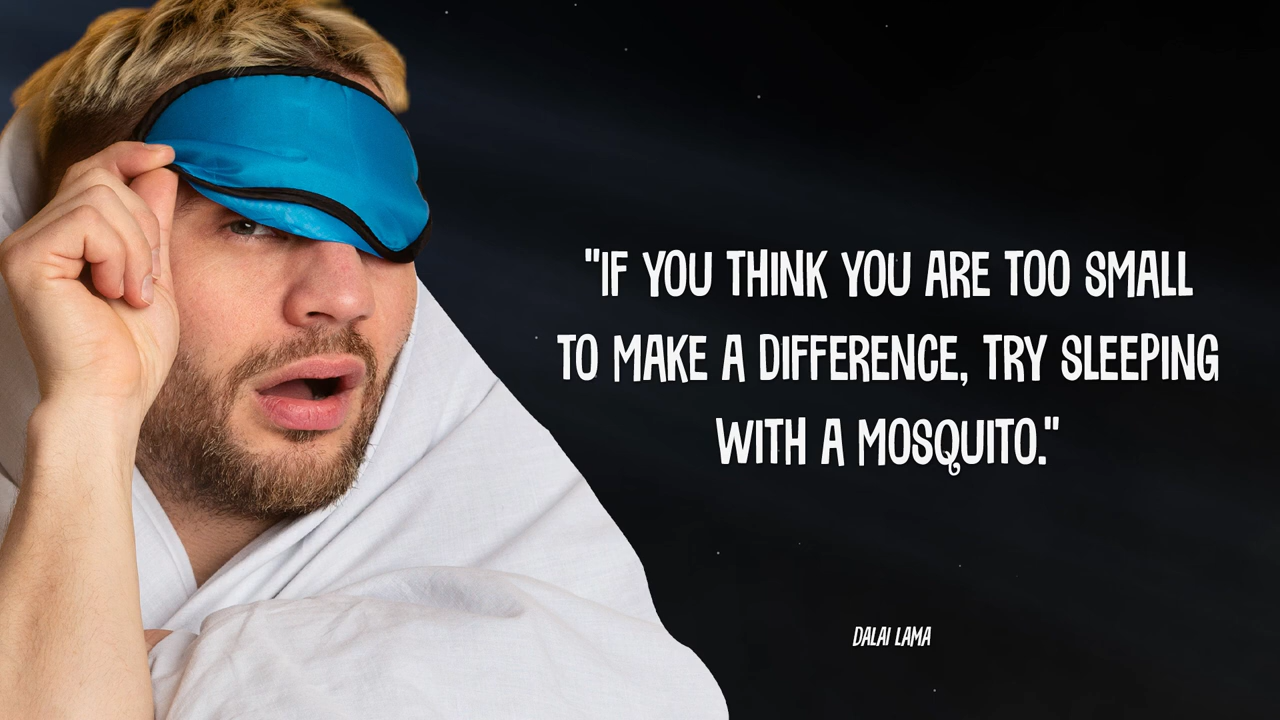 "IF YOU THINK YOU ARE TOO SMALL
TO MAKE A DIFFERENCE, TRY SLEEPING
WITH A MOSQUITO."
DALAI LAMA